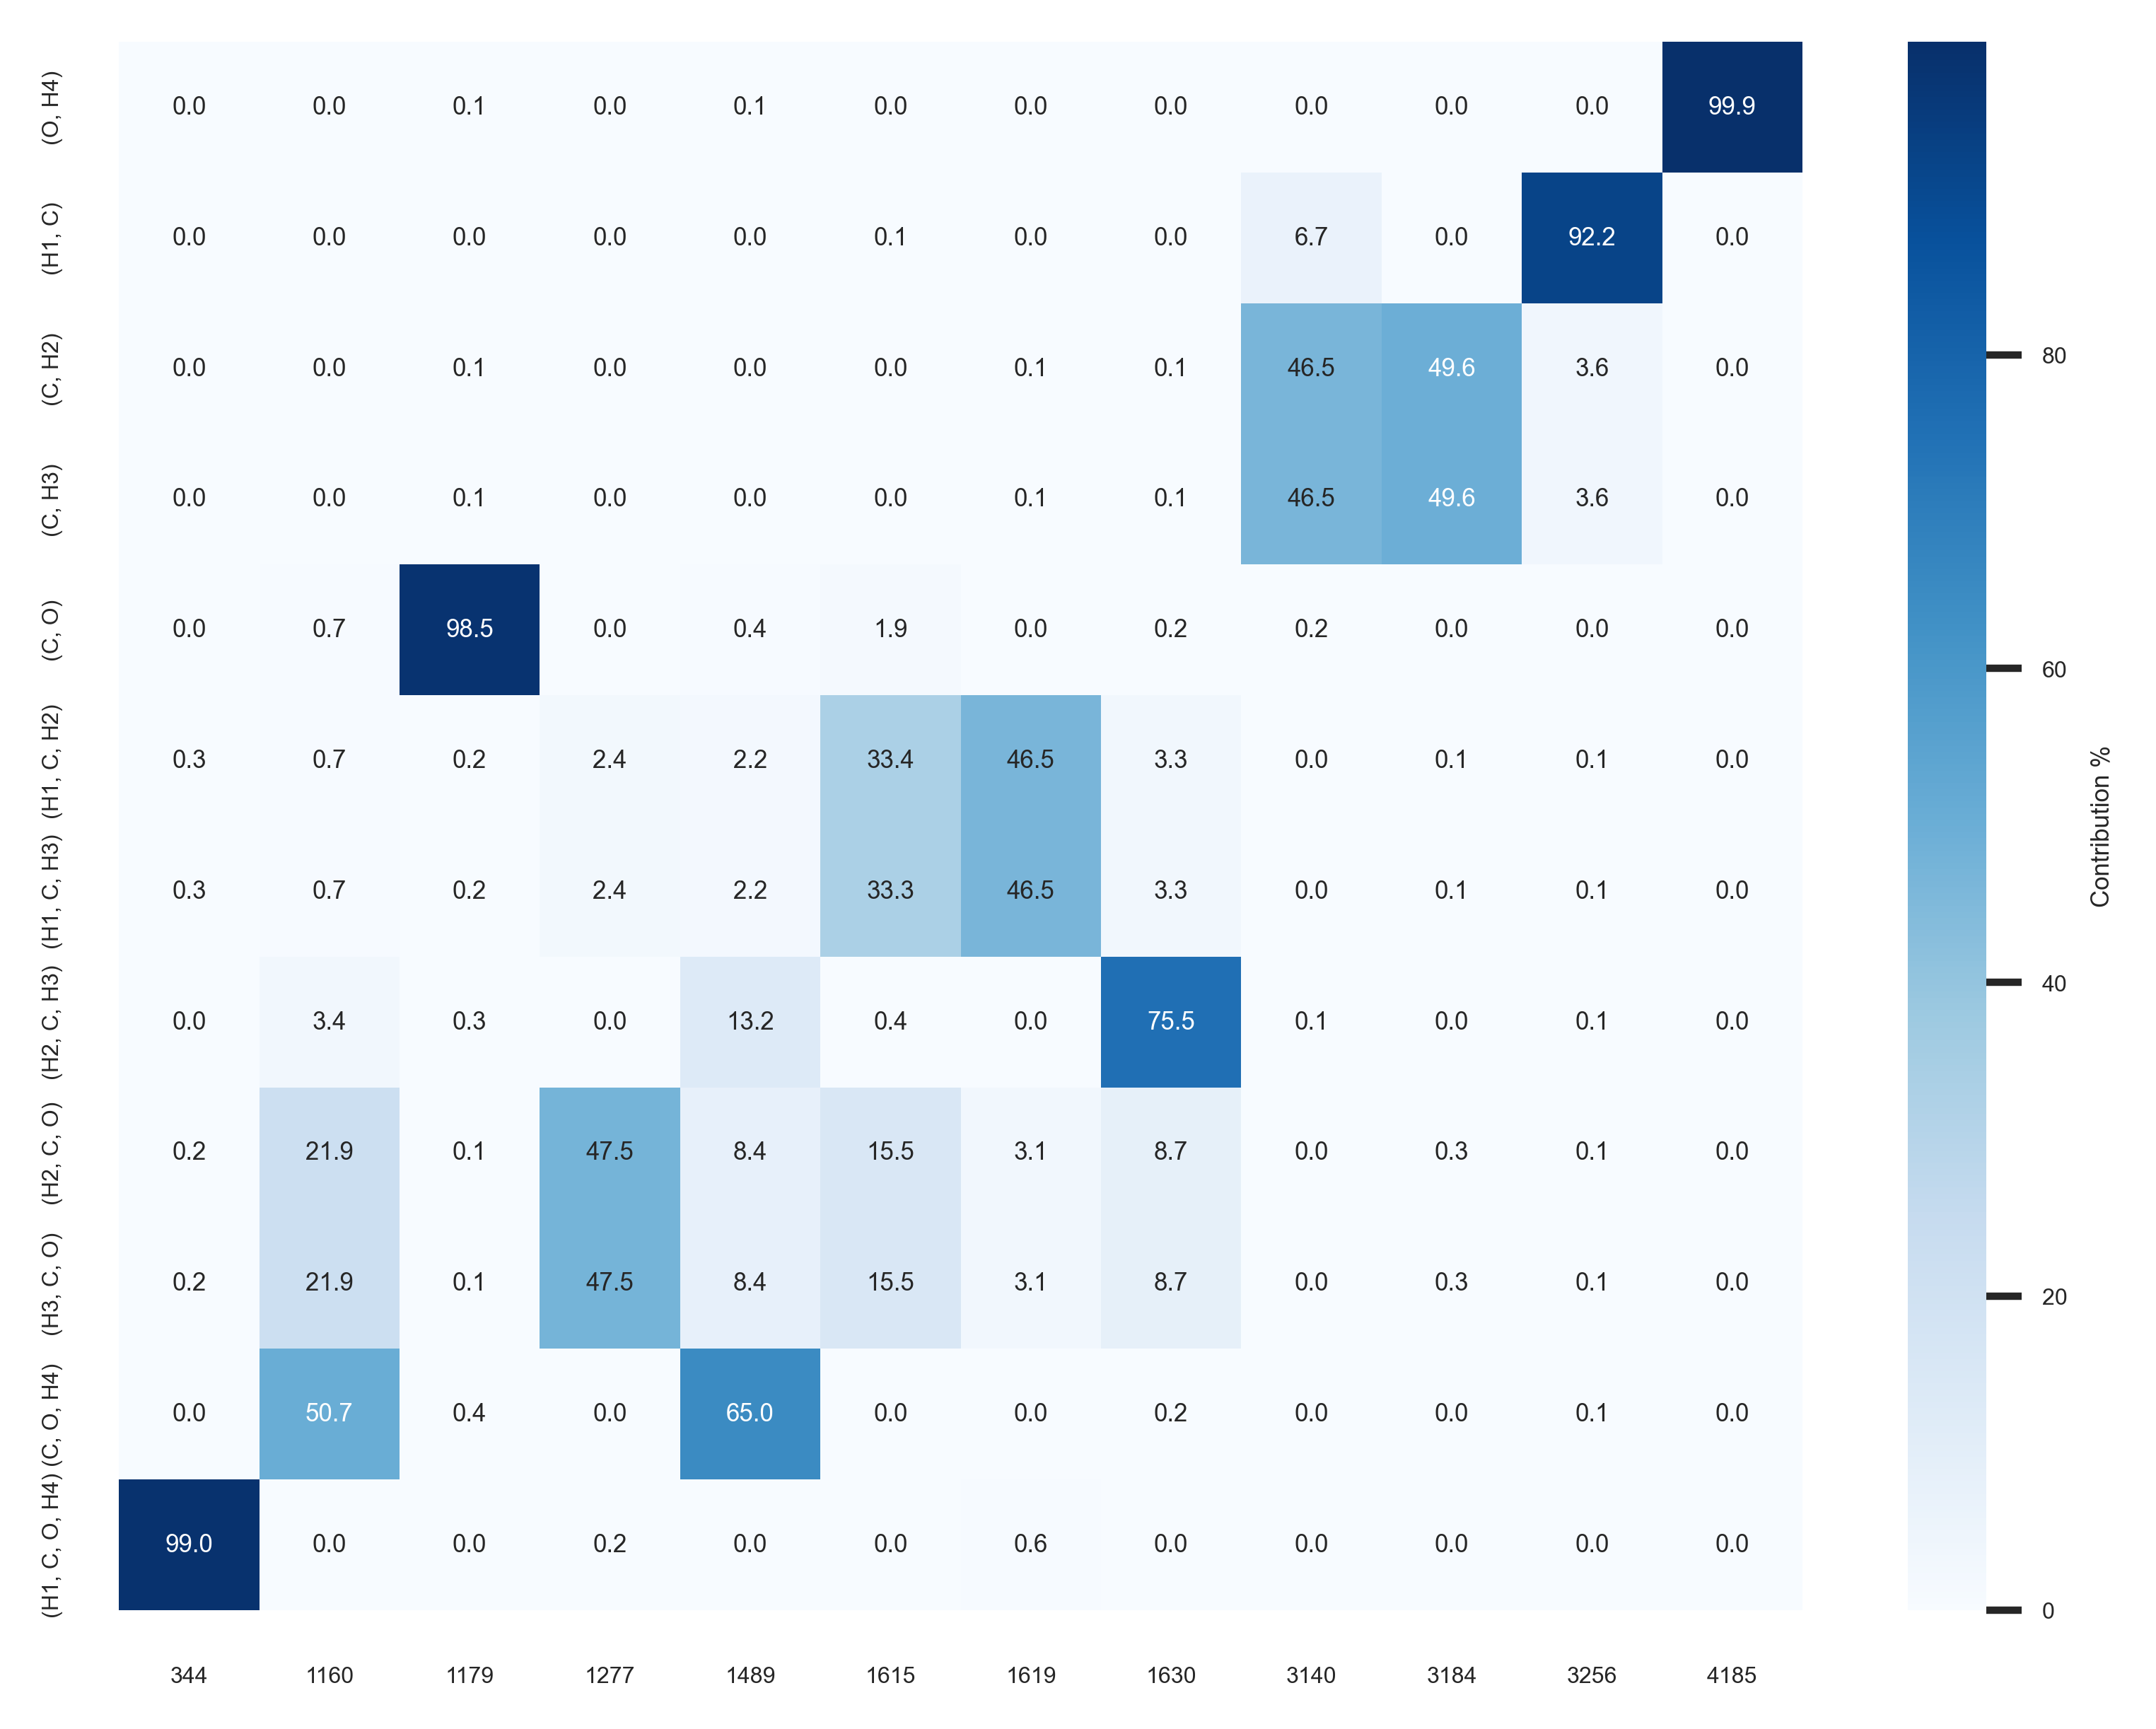 (O, H4) 0.0 0.0 0.1 0.0 0.1 0.0 0.0 0.0 0.0 0.0 0.0 99.9
(H1, C) 0.0 0.0 0.0 0.0 0.0 0.1 0.0 0.0 6.7 0.0 92.2 0.0
(C, H2) 0.0 0.0 0.1 0.0 0.0 0.0 0.1 0.1 46.5 49.6 3.6 0.0
(C, H3) 0.0 0.0 0.1 0.0 0.0 0.0 0.1 0.1 46.5 49.6 3.6 0.0
(C, O) 0.0 0.7 98.5 0.0 0.4 1.9 0.0 0.2 0.2 0.0 0.0 0.0
(H1, C, H2) 0.3 0.7 0.2 2.4 2.2 33.4 46.5 3.3 0.0 0.1 0.1 0.0
(H1, C, H3) 0.3 0.7 0.2 2.4 2.2 33.3 46.5 3.3 0.0 0.1 0.1 0.0
(H2, C, H3) 0.0 3.4 0.3 0.0 13.2 0.4 0.0 75.5 0.1 0.0 0.1 0.0
(H2, C, O) 0.2 21.9 0.1 47.5 8.4 15.5 3.1 8.7 0.0 0.3 0.1 0.0
(H3, C, O) 0.2 21.9 0.1 47.5 8.4 15.5 3.1 8.7 0.0 0.3 0.1 0.0
(C, O, H4) 0.0 50.7 0.4 0.0 65.0 0.0 0.0 0.2 0.0 0.0 0.1 0.0
(H1, C, O, H4) 99.0 0.0 0.0 0.2 0.0 0.0 0.6 0.0 0.0 0.0 0.0 0.0
344 1160 1179 1277 1489 1615 1619 1630 3140 3184 3256 4185
80
60
40
20
0
Contribution %